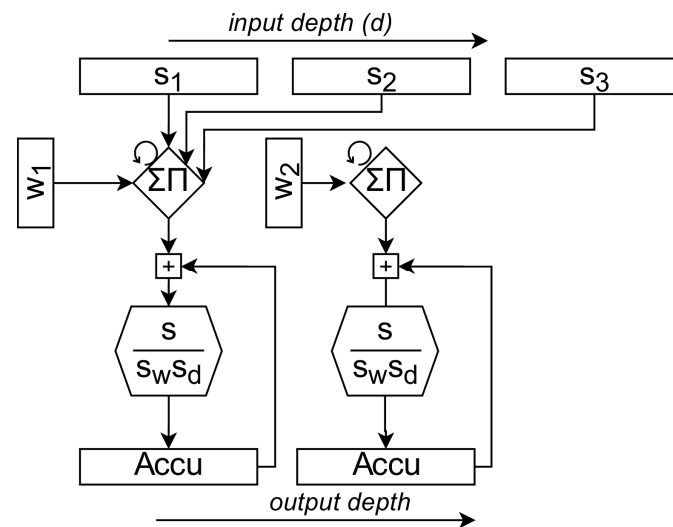 input depth (d)
s1 s2 s3
w1 ΣΠ w2 ΣΠ
+ +
s s
swsd swsd
Accu Accu
output depth